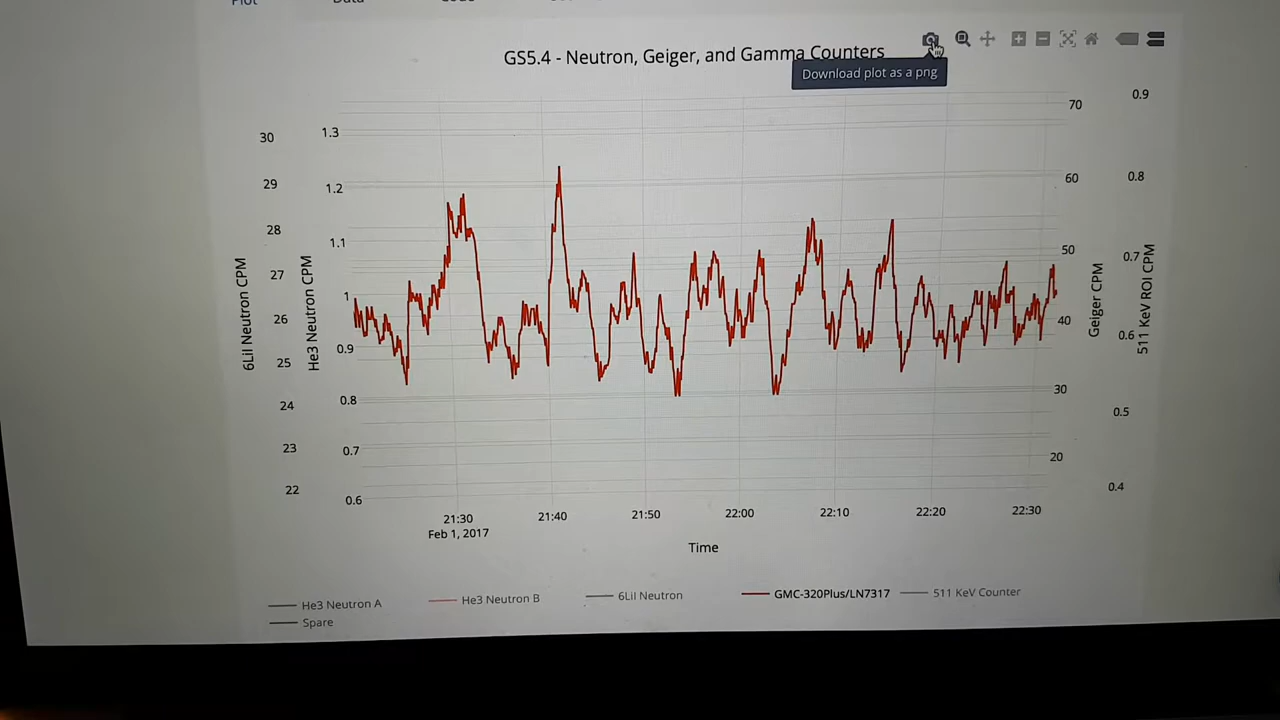 Plot Data Code
GS5.4 - Neutron, Geiger, and Gamma Counters
Download plot as a png
30
29
28
27
26
25
24
23
22
6LiI Neutron CPM
1.3
1.2
1.1
1
0.9
0.8
0.7
0.6
He3 Neutron CPM
70
60
50
40
30
20
Geiger CPM
0.9
0.8
0.7
0.6
0.5
0.4
511 KeV ROI CPM
21:30 21:40 21:50 22:00 22:10 22:20 22:30
Feb 1, 2017
Time
He3 Neutron A He3 Neutron B 6LiI Neutron GMC-320Plus/LN7317 511 KeV Counter
Spare